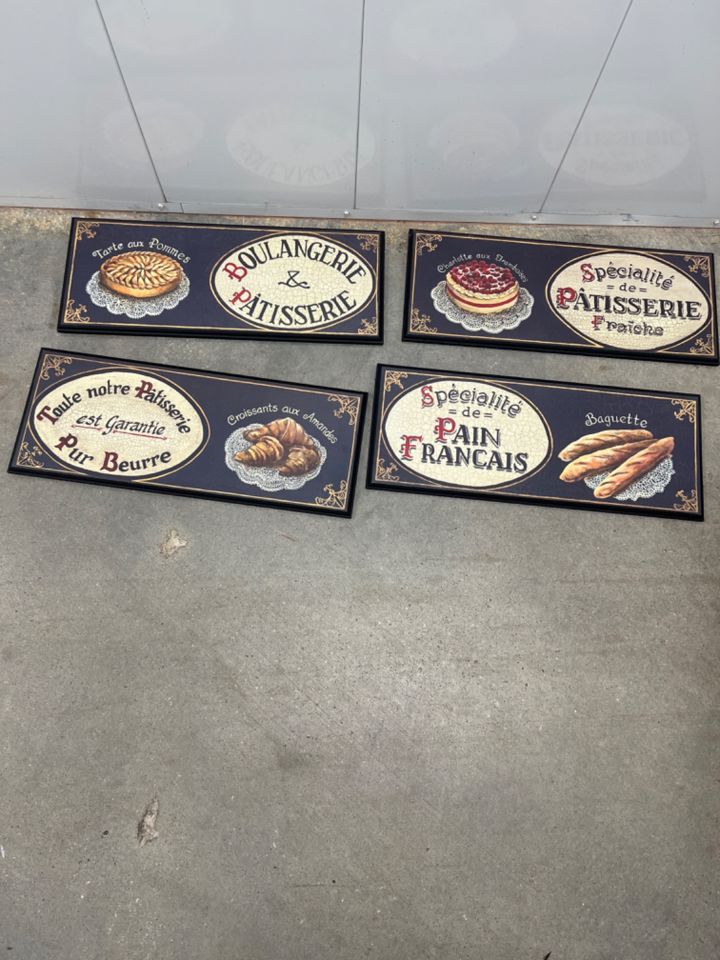 Tarte aux Pommes
BOULANGERIE
&
PÂTISSERIE
Charlotte aux Framboises
Spécialité
= de =
PÂTISSERIE
Fraîche
Toute notre Pâtisserie
est Garantie
Pur Beurre
Croissants aux Amandes
Spécialité
= de =
PAIN
FRANCAIS
Baguette